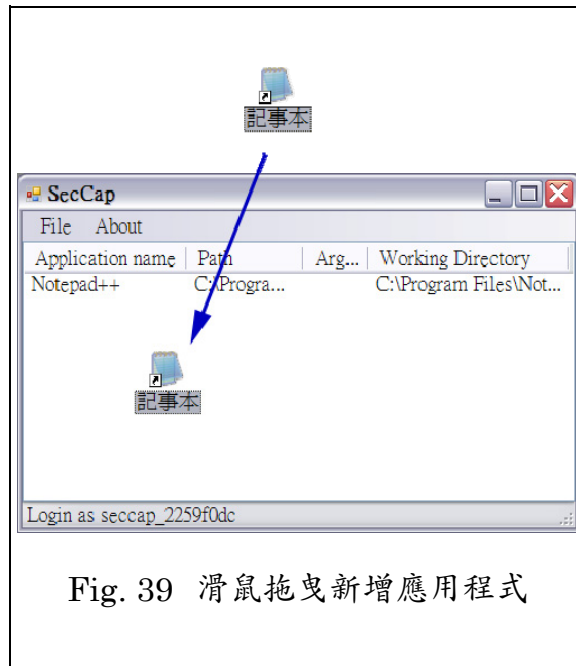 記事本
SecCap
File About
Application name Path Arg... Working Directory
Notepad++ C:\Progra... C:\Program Files\Not...
記事本
Login as seccap_2259f0dc
Fig. 39 滑鼠拖曳新增應用程式